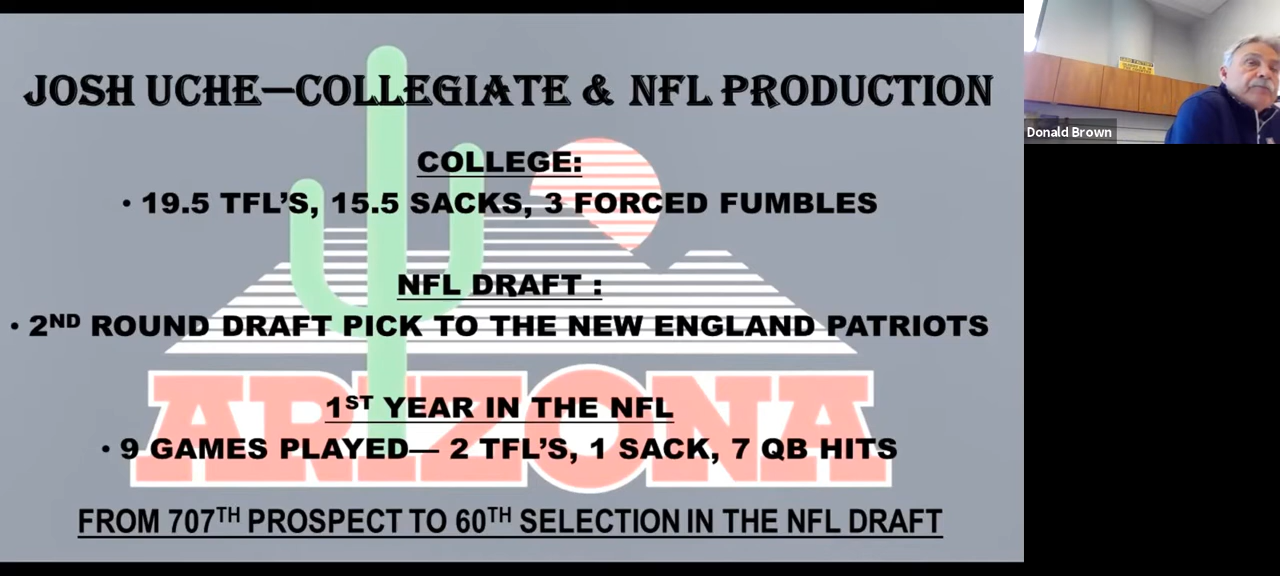 JOSH UCHE—COLLEGIATE & NFL PRODUCTION
COLLEGE:
• 19.5 TFL'S, 15.5 SACKS, 3 FORCED FUMBLES
NFL DRAFT :
• 2ND ROUND DRAFT PICK TO THE NEW ENGLAND PATRIOTS
ARIZONA
1ST YEAR IN THE NFL
• 9 GAMES PLAYED— 2 TFL'S, 1 SACK, 7 QB HITS
FROM 707TH PROSPECT TO 60TH SELECTION IN THE NFL DRAFT
Donald Brown